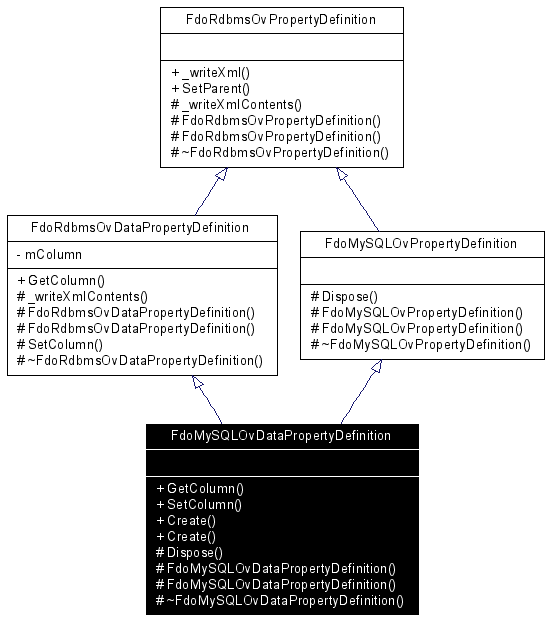 FdoRdbmsOvPropertyDefinition
+ _writeXml()
+ SetParent()
# _writeXmlContents()
# FdoRdbmsOvPropertyDefinition()
# FdoRdbmsOvPropertyDefinition()
# ~FdoRdbmsOvPropertyDefinition()
FdoRdbmsOvDataPropertyDefinition
- mColumn
+ GetColumn()
# _writeXmlContents()
# FdoRdbmsOvDataPropertyDefinition()
# FdoRdbmsOvDataPropertyDefinition()
# SetColumn()
# ~FdoRdbmsOvDataPropertyDefinition()
FdoMySQLOvPropertyDefinition
# Dispose()
# FdoMySQLOvPropertyDefinition()
# FdoMySQLOvPropertyDefinition()
# ~FdoMySQLOvPropertyDefinition()
FdoMySQLOvDataPropertyDefinition
+ GetColumn()
+ SetColumn()
+ Create()
+ Create()
# Dispose()
# FdoMySQLOvDataPropertyDefinition()
# FdoMySQLOvDataPropertyDefinition()
# ~FdoMySQLOvDataPropertyDefinition()